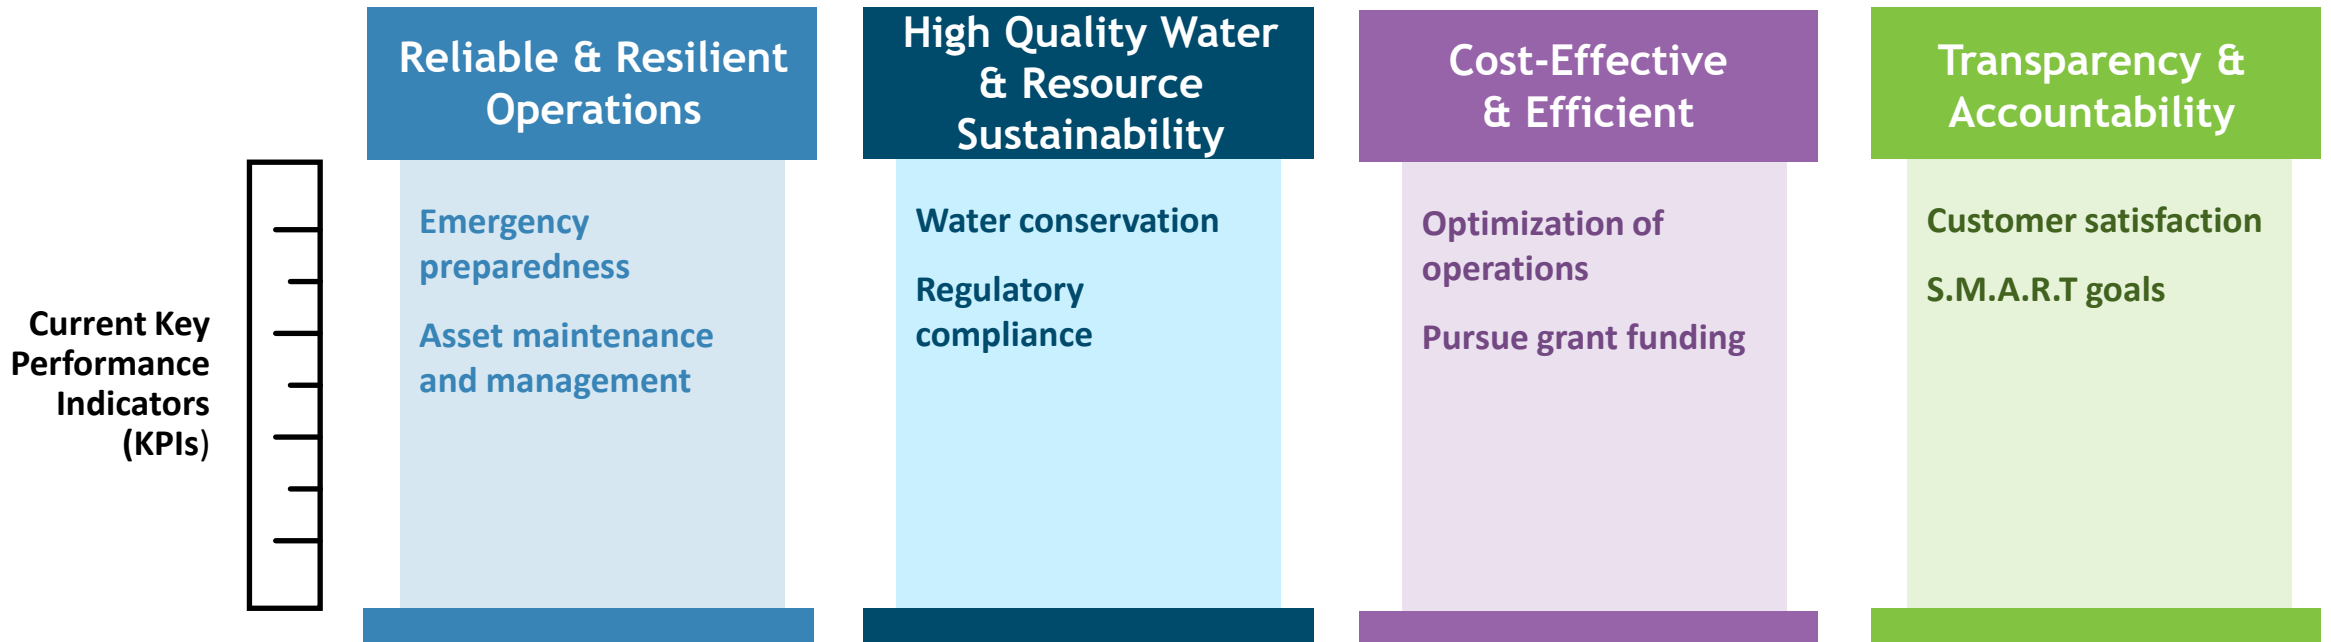 Reliable & Resilient
Operations
High Quality Water
& Resource
Sustainability
Cost-Effective
& Efficient
Transparency &
Accountability
Current Key
Performance
Indicators
(KPIs)
Emergency
preparedness
Asset maintenance
and management
Water conservation
Regulatory
compliance
Optimization of
operations
Pursue grant funding
Customer satisfaction
S.M.A.R.T goals